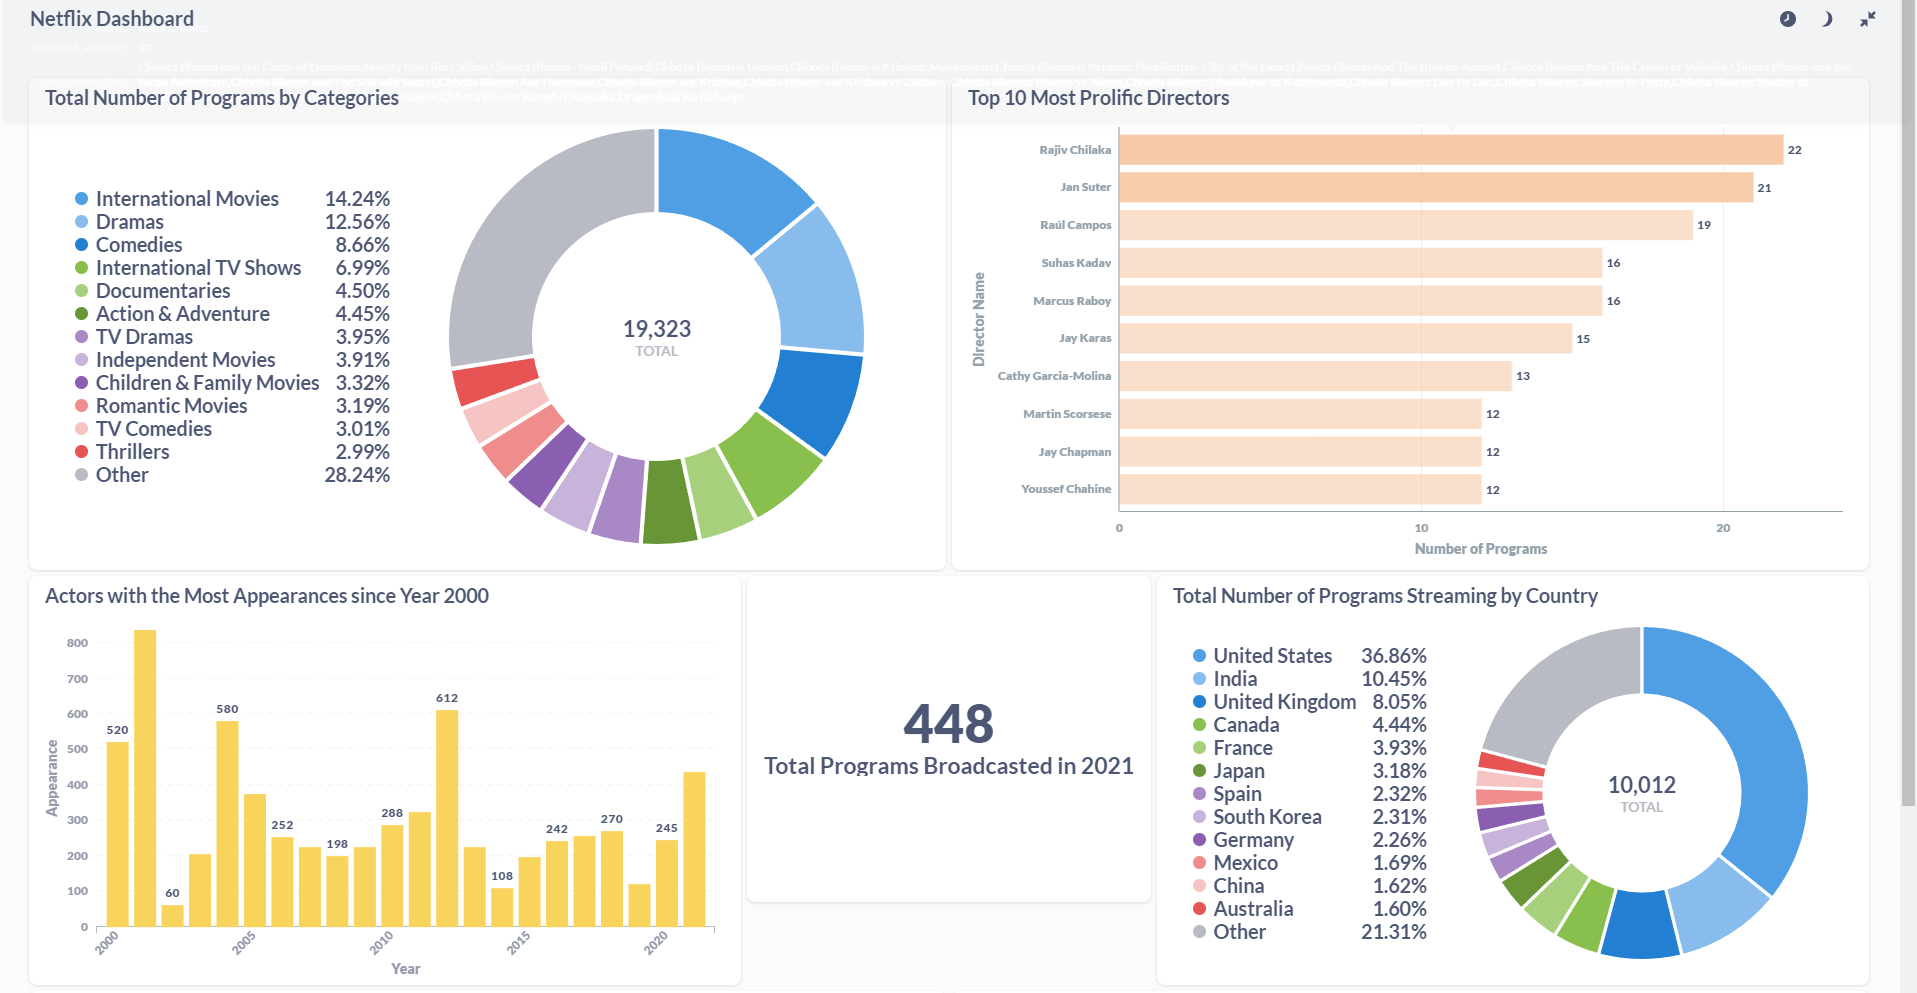 Netflix Dashboard
22
Total Number of Programs by Categories
International Movies 14.24%
Dramas 12.56%
Comedies 8.66%
International TV Shows 6.99%
Documentaries 4.50%
Action & Adventure 4.45%
TV Dramas 3.95%
Independent Movies 3.91%
Children & Family Movies 3.32%
Romantic Movies 3.19%
TV Comedies 3.01%
Thrillers 2.99%
Other 28.24%
19,323
TOTAL
Top 10 Most Prolific Directors
Director Name
Rajiv Chilaka 22
Jan Suter 21
Raúl Campos 19
Suhas Kadav 16
Marcus Raboy 16
Jay Karas 15
Cathy Garcia-Molina 13
Martin Scorsese 12
Jay Chapman 12
Youssef Chahine 12
0 10 20
Number of Programs
Actors with the Most Appearances since Year 2000
Appearance
800
700
600
500
400
300
200
100
0
520 60 580 252 198 288 612 108 242 270 245
2000 2005 2010 2015 2020
Year
448
Total Programs Broadcasted in 2021
Total Number of Programs Streaming by Country
United States 36.86%
India 10.45%
United Kingdom 8.05%
Canada 4.44%
France 3.93%
Japan 3.18%
Spain 2.32%
South Korea 2.31%
Germany 2.26%
Mexico 1.69%
China 1.62%
Australia 1.60%
Other 21.31%
10,012
TOTAL